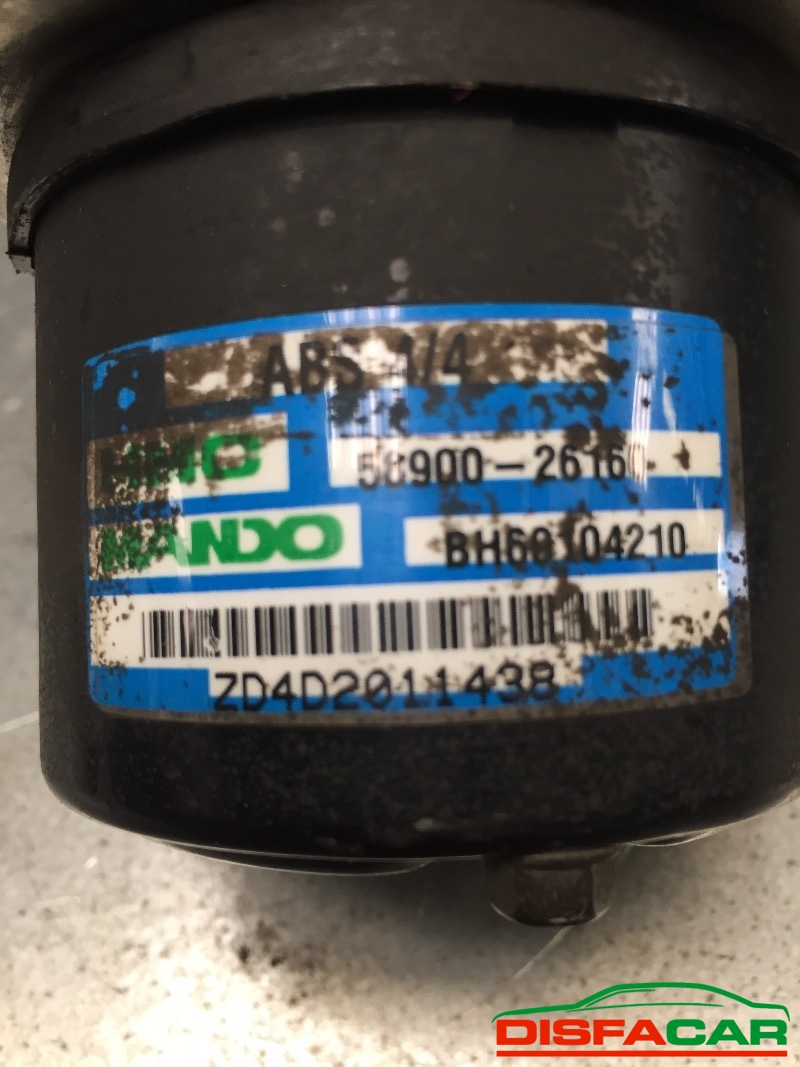 ABS 4/4
HMC 58900-26160
MANDO BH60104210
ZD4D2011438
DISFACAR